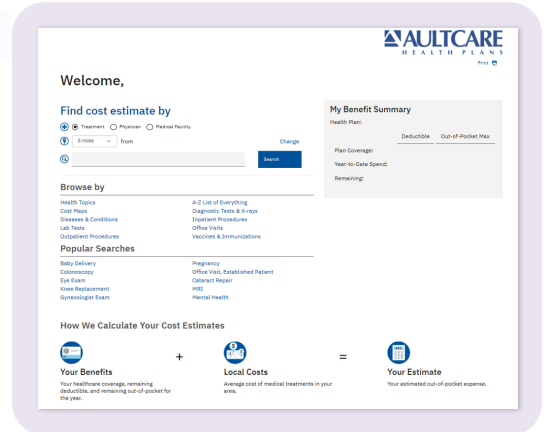 AULTCARE
HEALTH PLANS
Print
Welcome,
Find cost estimate by
Treatment Physician Medical Facility
5 miles from Change
Search
Browse by
Health Topics A-Z List of Everything
Cost Maps Diagnostic Tests & X-rays
Diseases & Conditions Inpatient Procedures
Lab Tests Office Visits
Outpatient Procedures Vaccines & Immunizations
Popular Searches
Baby Delivery Pregnancy
Colonoscopy Office Visit, Established Patient
Eye Exam Cataract Repair
Knee Replacement MRI
Gynecologist Exam Mental Health
My Benefit Summary
Health Plan:
Deductible Out-of-Pocket Max
Plan Coverage:
Year-to-Date Spend:
Remaining:
How We Calculate Your Cost Estimates
+ =
Your Benefits
Your healthcare coverage, remaining
deductible, and remaining out-of-pocket for
the year.
Local Costs
Average cost of medical treatments in your
area.
Your Estimate
Your estimated out-of-pocket expense.